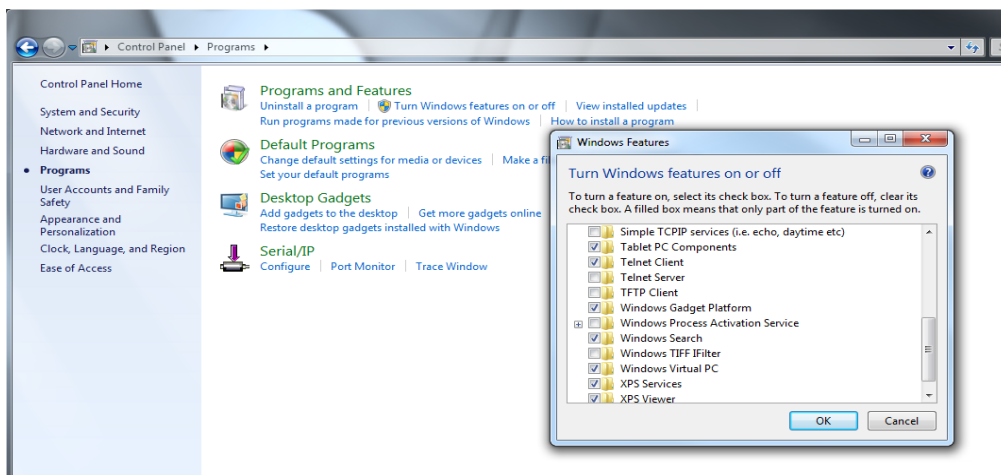 Control Panel Programs
Control Panel Home
System and Security
Network and Internet
Hardware and Sound
Programs
User Accounts and Family
Safety
Appearance and
Personalization
Clock, Language, and Region
Ease of Access
Programs and Features
Uninstall a program Turn Windows features on or off View installed updates
Run programs made for previous versions of Windows How to install a program
Default Programs
Change default settings for media or devices Make a fi
Set your default programs
Desktop Gadgets
Add gadgets to the desktop Get more gadgets online
Restore desktop gadgets installed with Windows
Serial/IP
Configure Port Monitor Trace Window
Windows Features
Turn Windows features on or off
To turn a feature on, select its check box. To turn a feature off, clear its
check box. A filled box means that only part of the feature is turned on.
Simple TCPIP services (i.e. echo, daytime etc)
Tablet PC Components
Telnet Client
Telnet Server
TFTP Client
Windows Gadget Platform
Windows Process Activation Service
Windows Search
Windows TIFF IFilter
Windows Virtual PC
XPS Services
XPS Viewer
OK Cancel